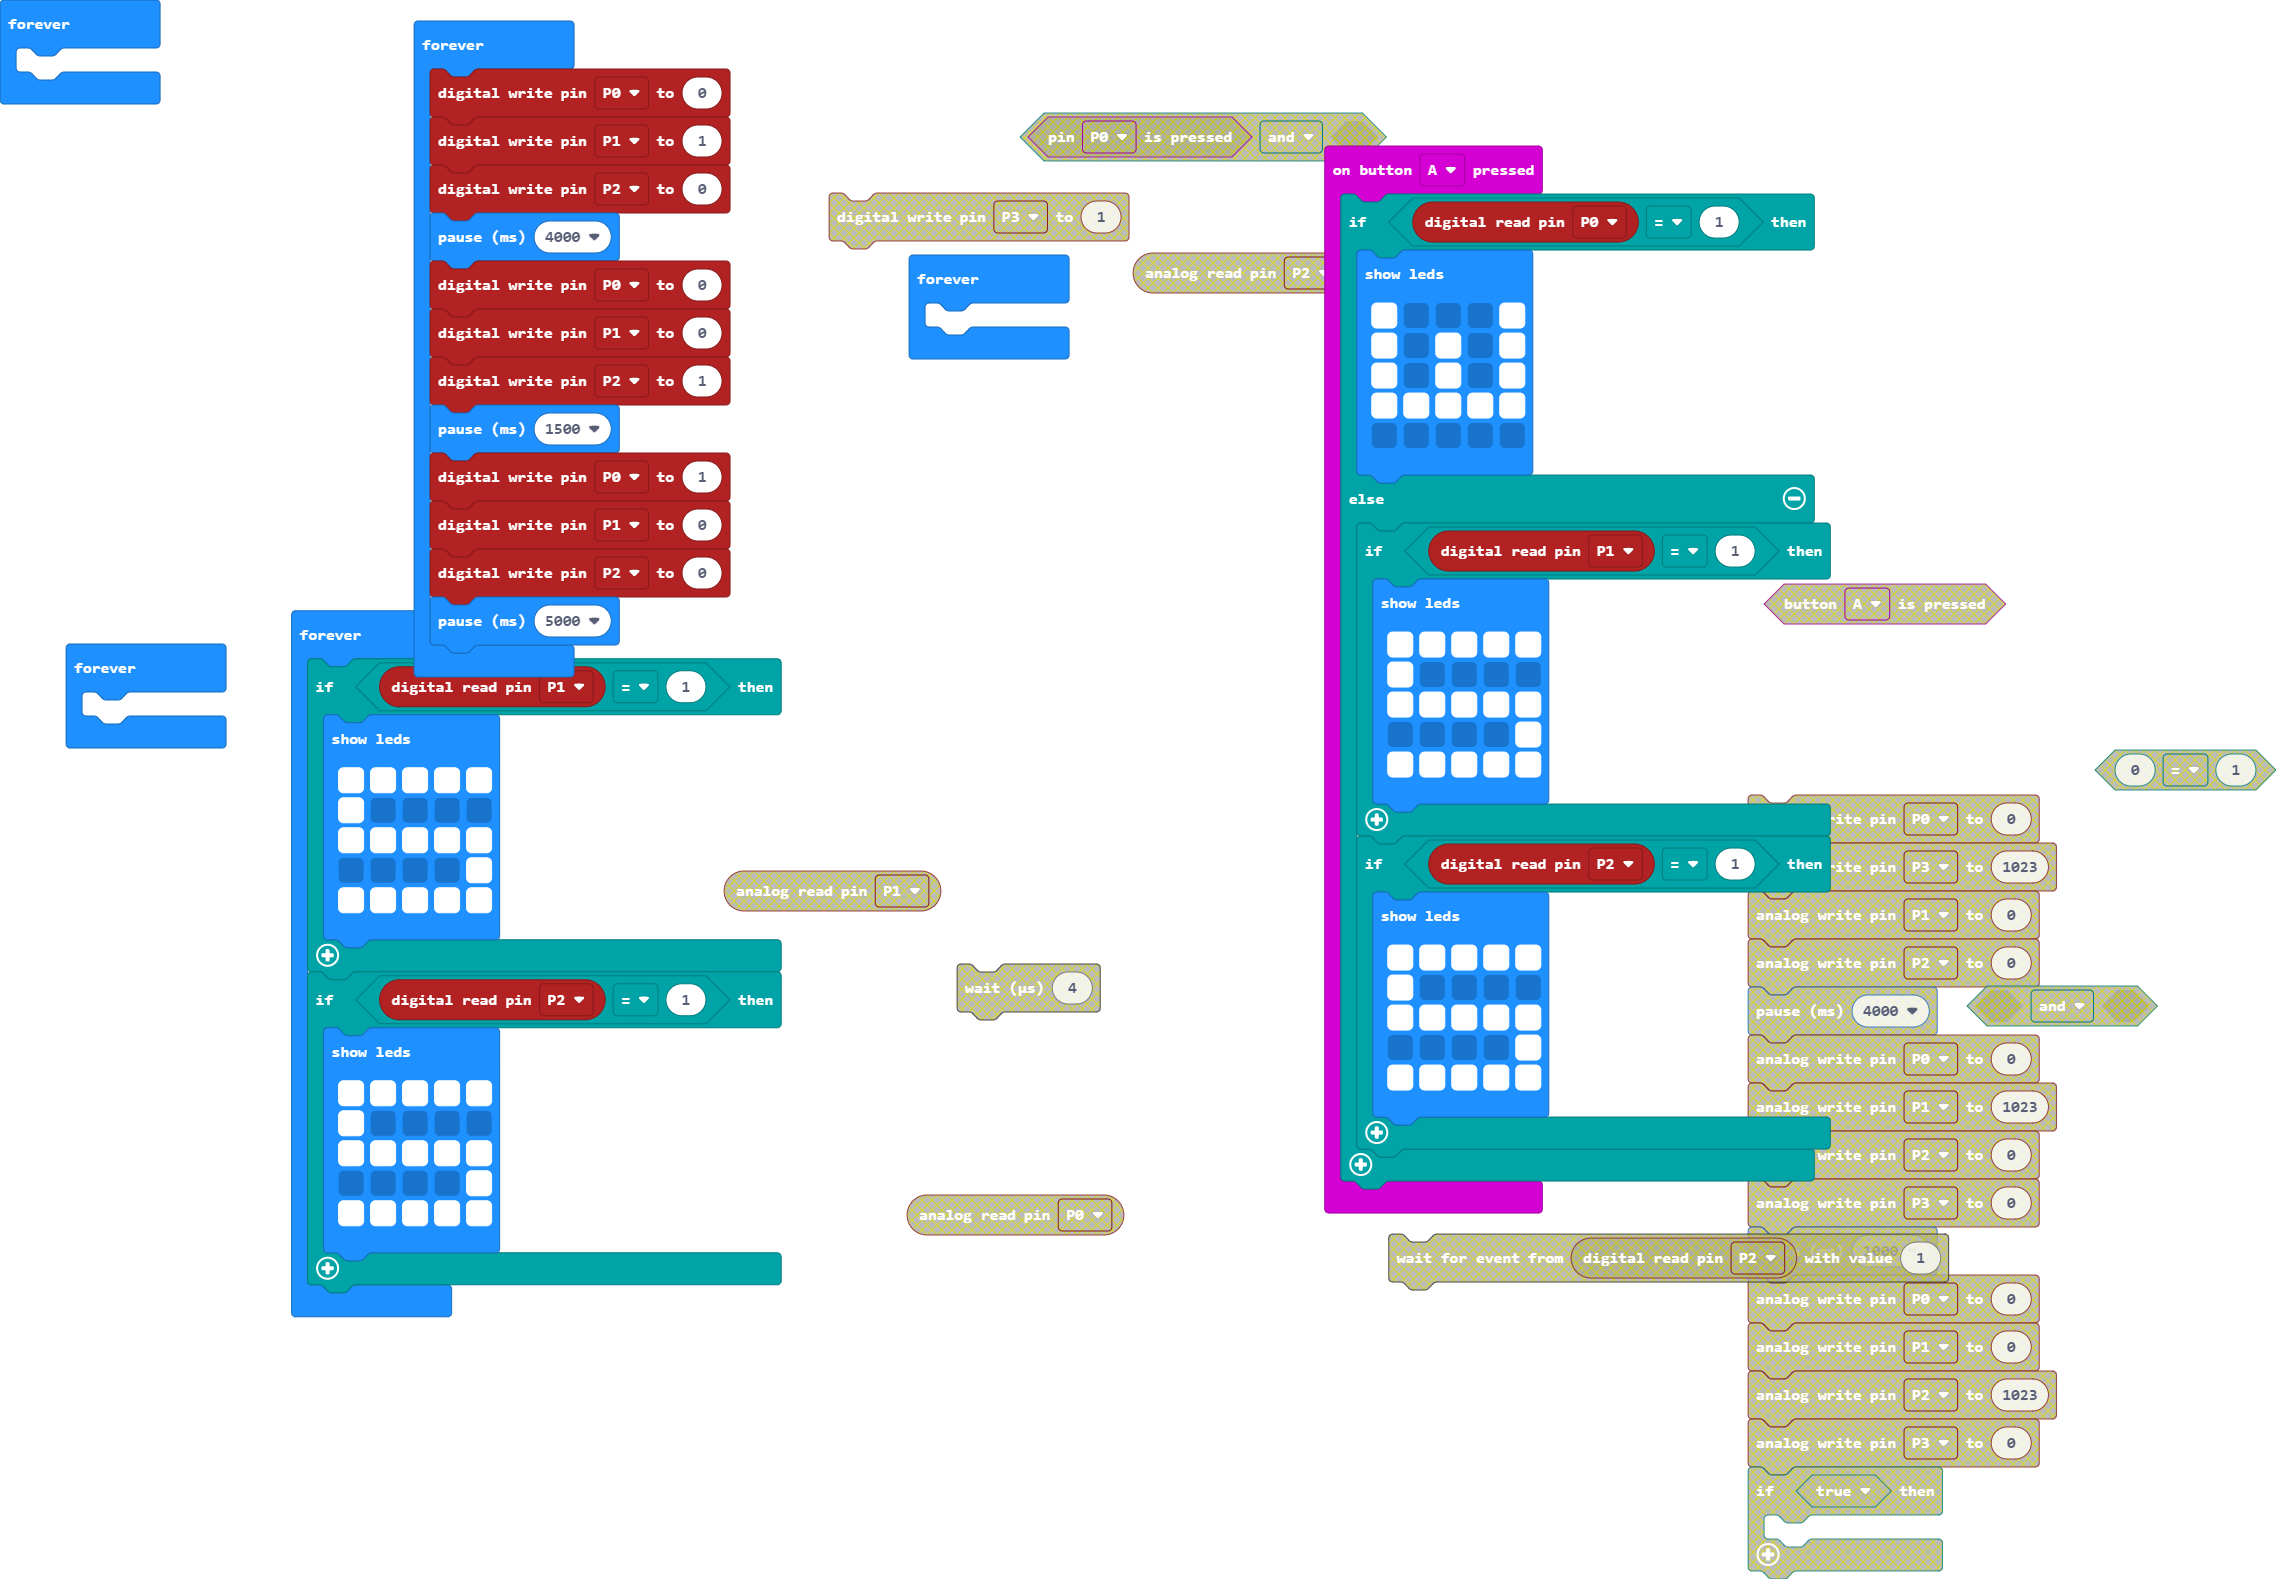 forever
forever
digital write pin P0 to 0
digital write pin P1 to 1
digital write pin P2 to 0
pause (ms) 4000
digital write pin P0 to 0
digital write pin P1 to 0
digital write pin P2 to 1
pause (ms) 1500
digital write pin P0 to 1
digital write pin P1 to 0
digital write pin P2 to 0
pause (ms) 5000
forever
forever
if digital read pin P1 = 1 then
show leds
if digital read pin P2 = 1 then
show leds
pin P0 is pressed and
digital write pin P3 to 1
forever
analog read pin P2
analog read pin P1
wait (µs) 4
analog read pin P0
on button A pressed
if digital read pin P0 = 1 then
show leds
else
if digital read pin P1 = 1 then
show leds
if digital read pin P2 = 1 then
show leds
button A is pressed
0 = 1
rite pin P0 to 0
rite pin P3 to 1023
analog write pin P1 to 0
analog write pin P2 to 0
pause (ms) 4000
and
analog write pin P0 to 0
analog write pin P1 to 1023
write pin P2 to 0
analog write pin P3 to 0
1000
wait for event from digital read pin P2 with value 1
analog write pin P0 to 0
analog write pin P1 to 0
analog write pin P2 to 1023
analog write pin P3 to 0
if true then